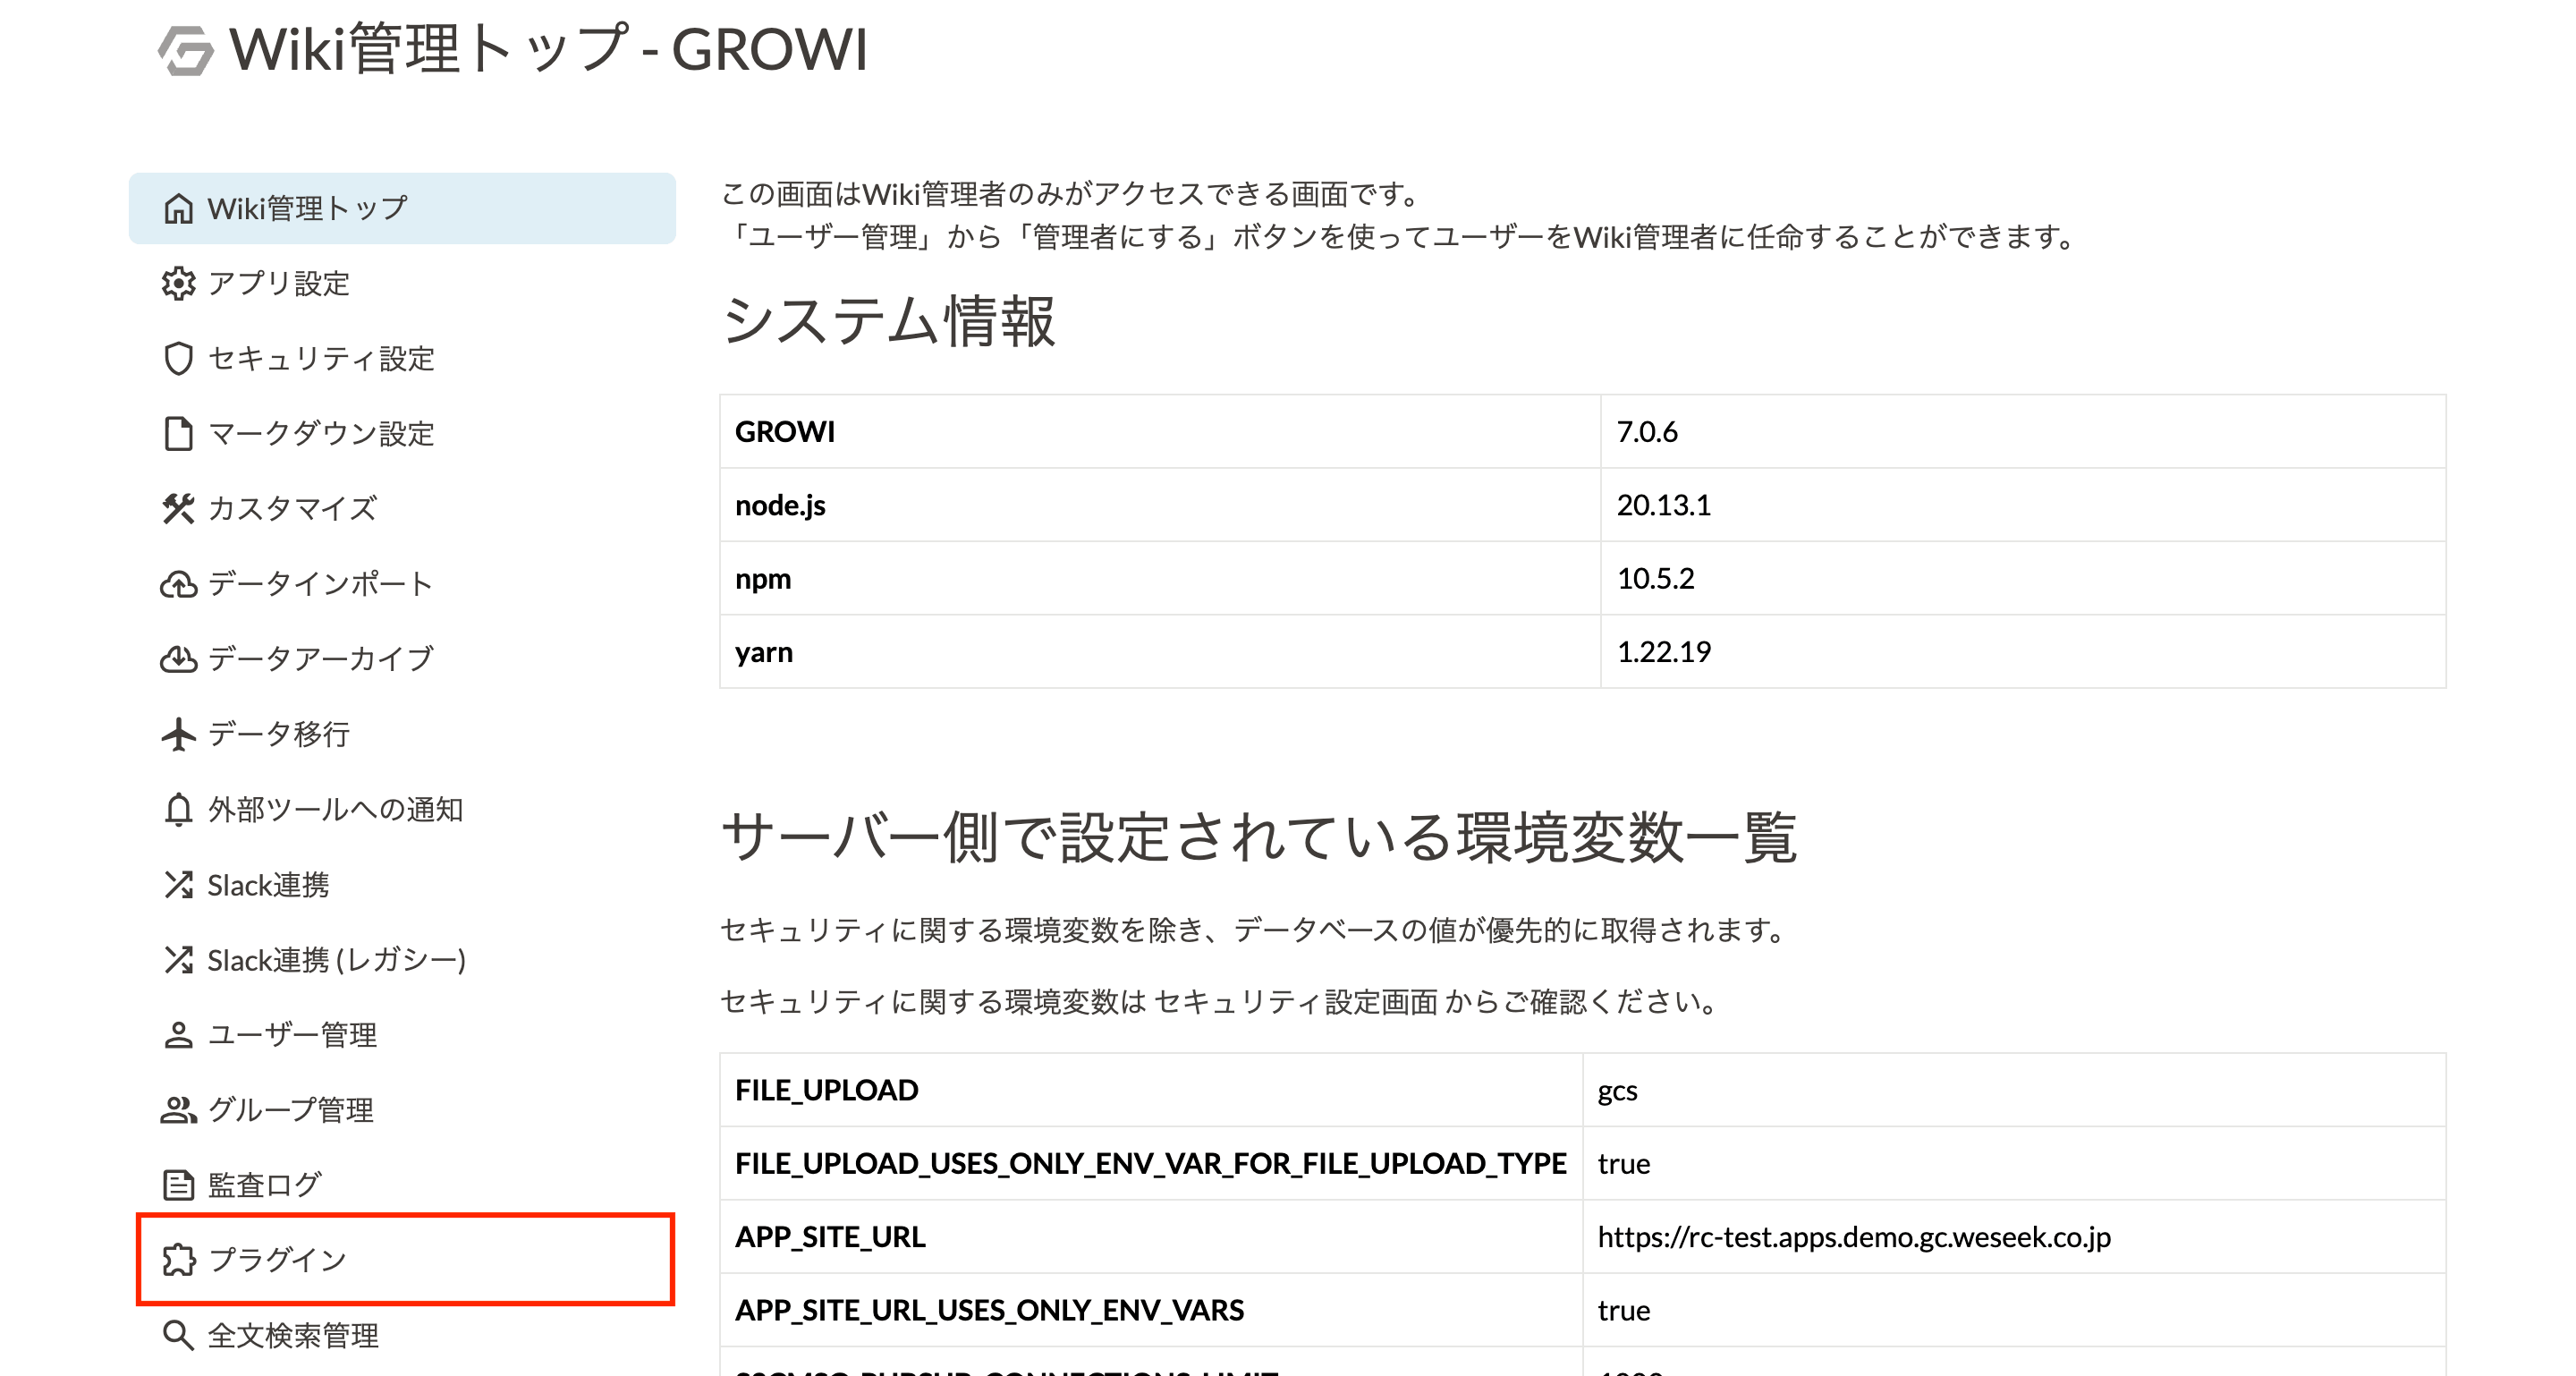 Wiki管理トップ - GROWI
Wiki管理トップ
アプリ設定
セキュリティ設定
マークダウン設定
カスタマイズ
データインポート
データアーカイブ
データ移行
外部ツールへの通知
Slack連携
Slack連携 (レガシー)
ユーザー管理
グループ管理
監査ログ
プラグイン
全文検索管理
この画面はWiki管理者のみがアクセスできる画面です。
「ユーザー管理」から「管理者にする」ボタンを使ってユーザーをWiki管理者に任命することができます。
システム情報
GROWI 7.0.6
node.js 20.13.1
npm 10.5.2
yarn 1.22.19
サーバー側で設定されている環境変数一覧
セキュリティに関する環境変数を除き、データベースの値が優先的に取得されます。
セキュリティに関する環境変数は セキュリティ設定画面 からご確認ください。
FILE_UPLOAD gcs
FILE_UPLOAD_USES_ONLY_ENV_VAR_FOR_FILE_UPLOAD_TYPE true
APP_SITE_URL https://rc-test.apps.demo.gc.weseek.co.jp
APP_SITE_URL_USES_ONLY_ENV_VARS true